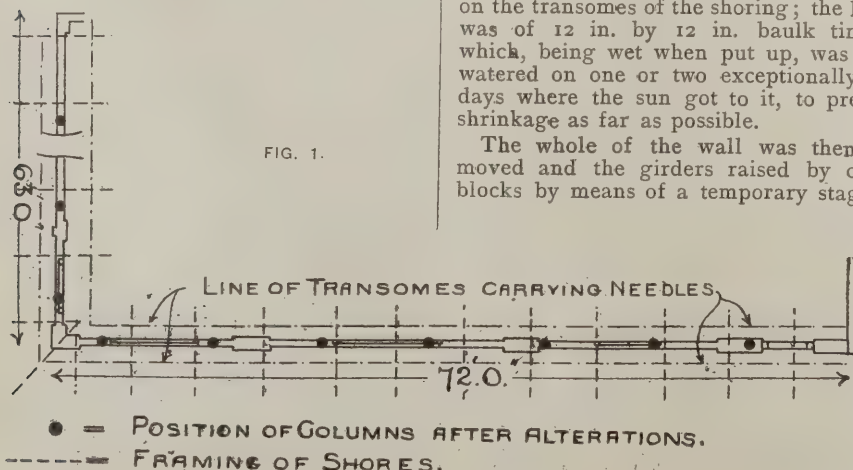 on the transomes of the shoring; the
was of 12 in. by 12 in. baulk
which, being wet when put up, was
watered on one or two exceptionally
days where the sun got to it, to
shrinkage as far as possible.
The whole of the wall was
moved and the girders raised by
blocks by means of a temporary
FIG. 1.
63.0
LINE OF TRANSOMES CARRYING NEEDLES
72.0.
= POSITION OF COLUMNS AFTER ALTERATIONS.
= FRAMING OF SHORES.